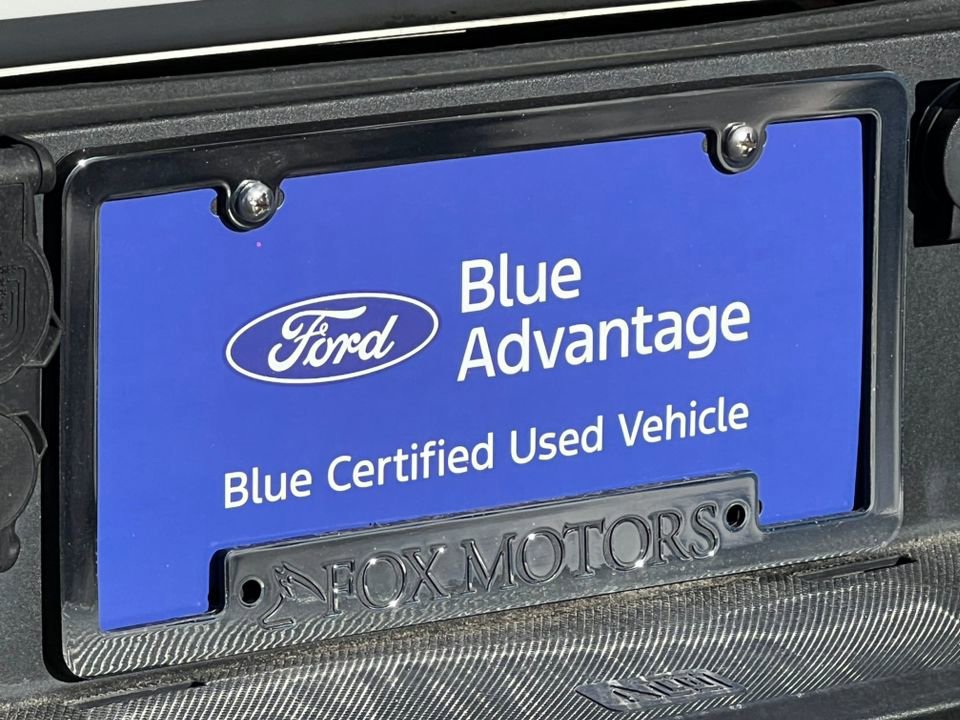 Ford
Blue
Advantage
Blue Certified Used Vehicle
FOX MOTORS